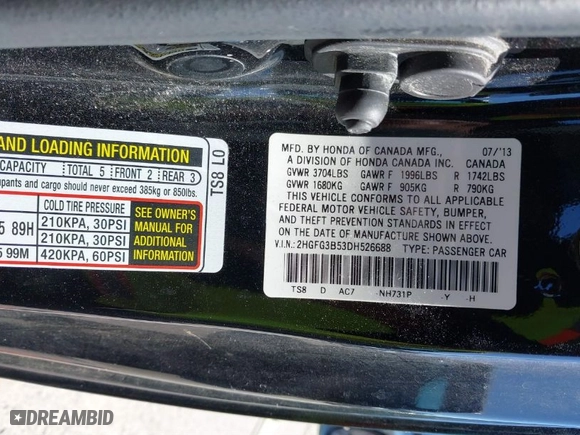 AND LOADING INFORMATION
CAPACITY TOTAL 5 FRONT 2 REAR 3
pants and cargo should never exceed 385kg or 850lbs.
COLD TIRE PRESSURE
5 89H 210KPA, 30PSI
210KPA, 30PSI
5 99M 420KPA, 60PSI
SEE OWNER'S
MANUAL FOR
ADDITIONAL
INFORMATION
TS8 L0
MFD. BY HONDA OF CANADA MFG., 07/'13
A DIVISION OF HONDA CANADA INC. CANADA
GVWR 3704LBS GAWR F 1996LBS R 1742LBS
GVWR 1680KG GAWR F 905KG R 790KG
THIS VEHICLE CONFORMS TO ALL APPLICABLE
FEDERAL MOTOR VEHICLE SAFETY, BUMPER,
AND THEFT PREVENTION STANDARDS IN EFFECT
ON THE DATE OF MANUFACTURE SHOWN ABOVE.
V.I.N.: 2HGFG3B53DH526688 TYPE: PASSENGER CAR
TS8 D AC7 -NH731P -Y -H
DREAMBID